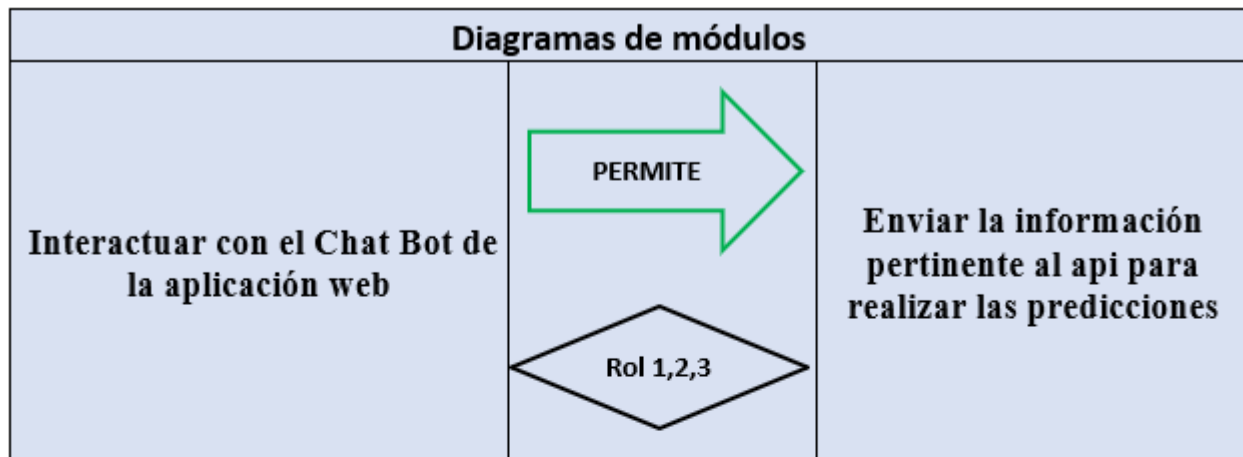 Diagramas de módulos
Interactuar con el Chat Bot de
la aplicación web
PERMITE
Rol 1,2,3
Enviar la información
pertinente al api para
realizar las predicciones